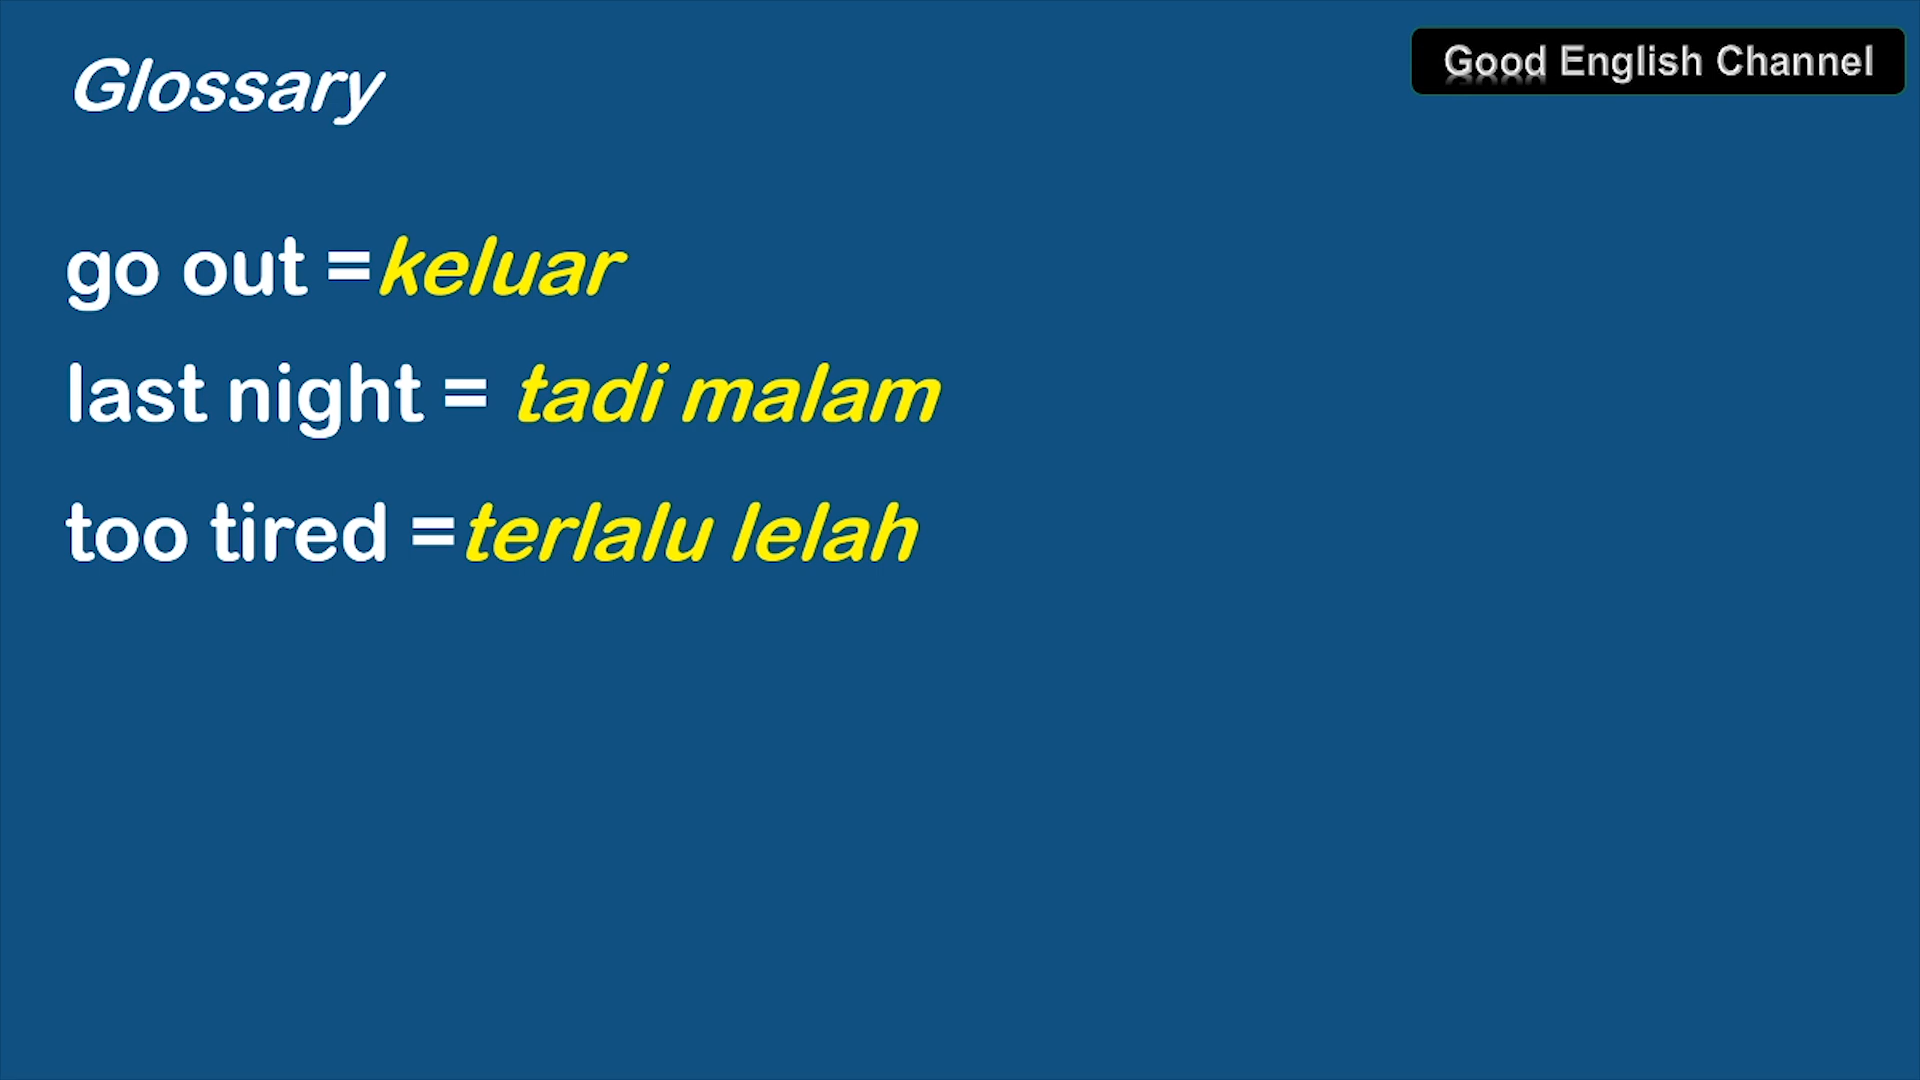 Glossary
Good English Channel
go out =keluar
last night = tadi malam
too tired =terlalu lelah